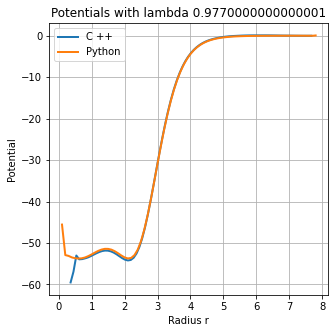 Potentials with lambda 0.9770000000000001
C ++
Python
Potential
0
−10
−20
−30
−40
−50
−60
0 1 2 3 4 5 6 7 8
Radius r